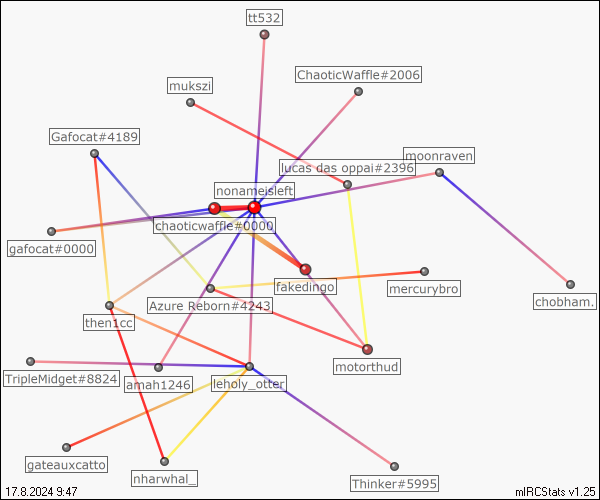 tt532
ChaoticWaffle#2006
mukszi
Gafocat#4189
moonraven
lucas das oppai#2396
nonameisleft
chaoticwaffle#0000
gafocat#0000
fakedingo
mercurybro
chobham.
Azure Reborn#4243
then1cc
motorthud
TripleMidget#8824
amah1246
leholy_otter
gateauxcatto
nharwhal_
Thinker#5995
17.8.2024 9:47
mIRCStats v1.25